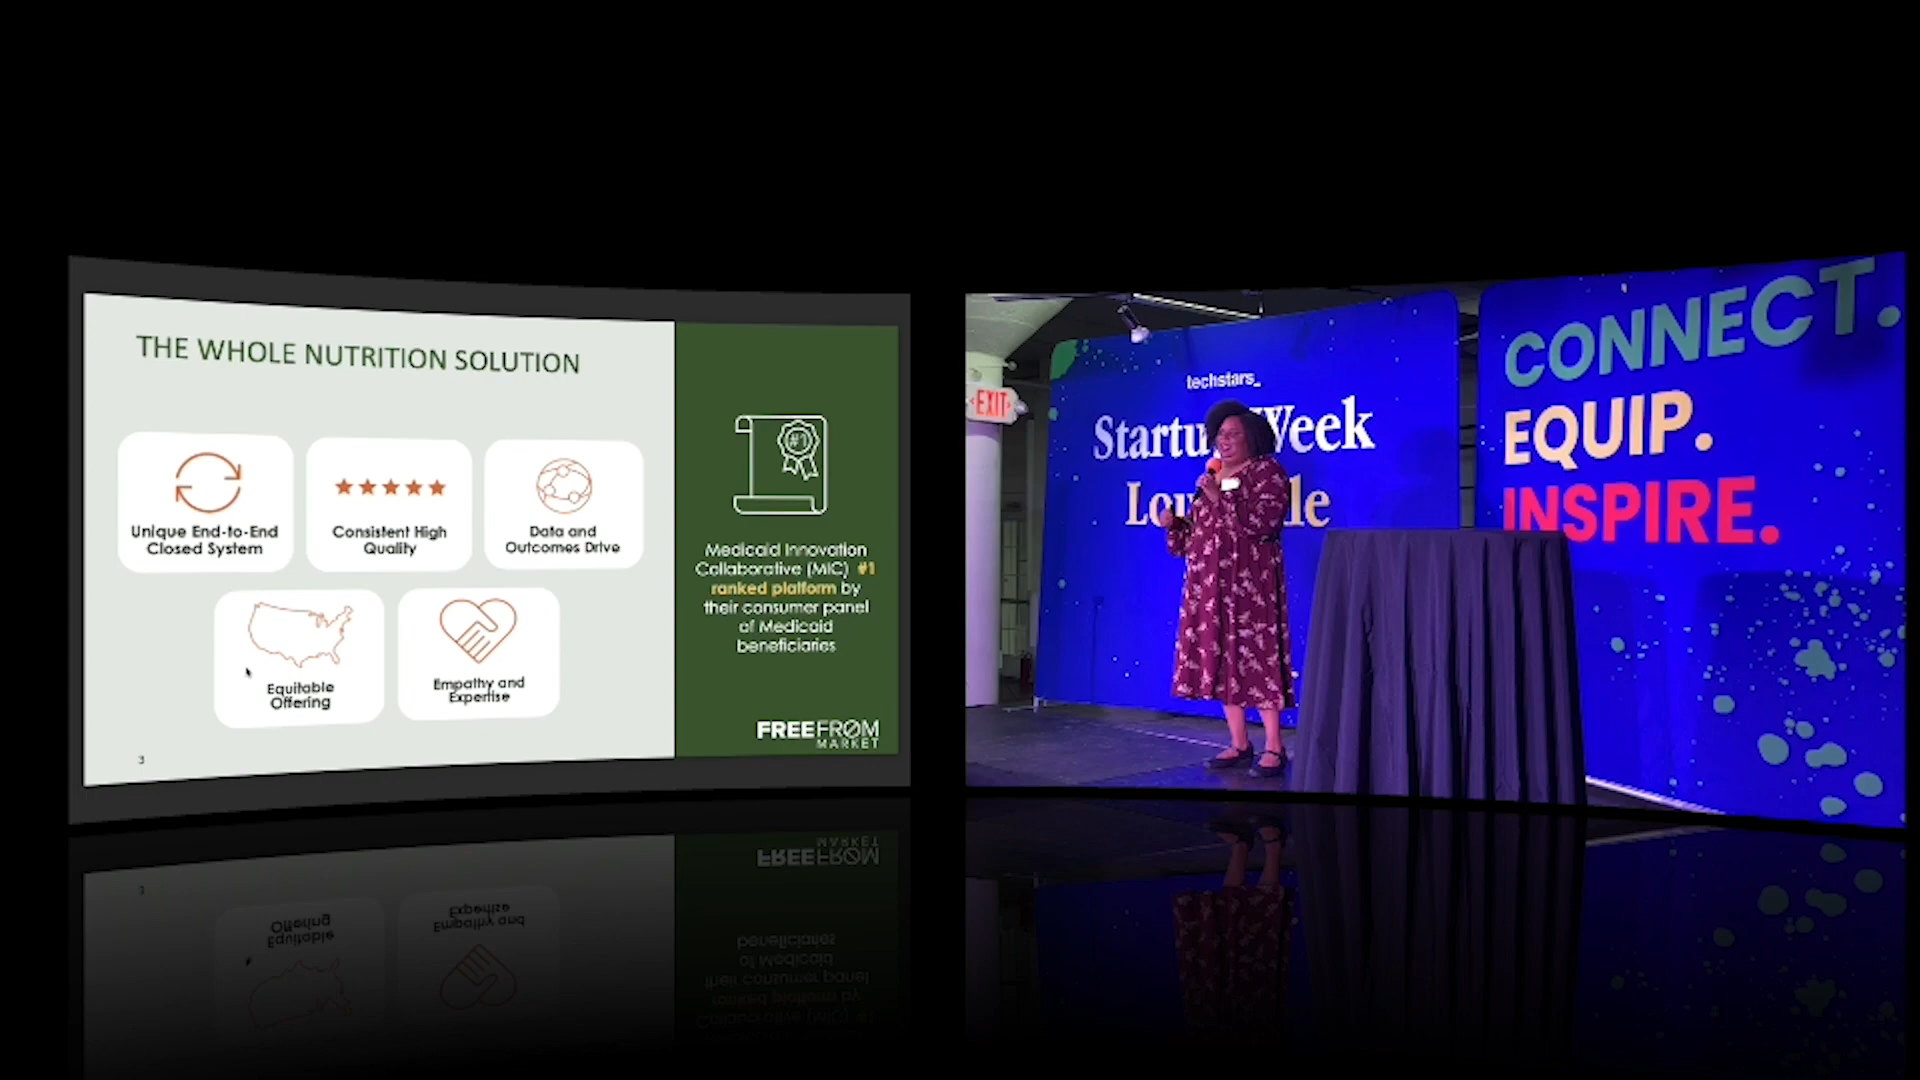 THE WHOLE NUTRITION SOLUTION
Unique End-to-End
Closed System
Consistent High
Quality
Data and
Outcomes Drive
Equitable
Offering
Empathy and
Expertise
3
#1
Medicaid Innovation
Collaborative (MIC) #1
ranked platform by
their consumer panel
of Medicaid
beneficiaries
FREEFROM
MARKET
EXIT
techstars_
Startu Week
Lou le
CONNECT.
EQUIP.
INSPIRE.